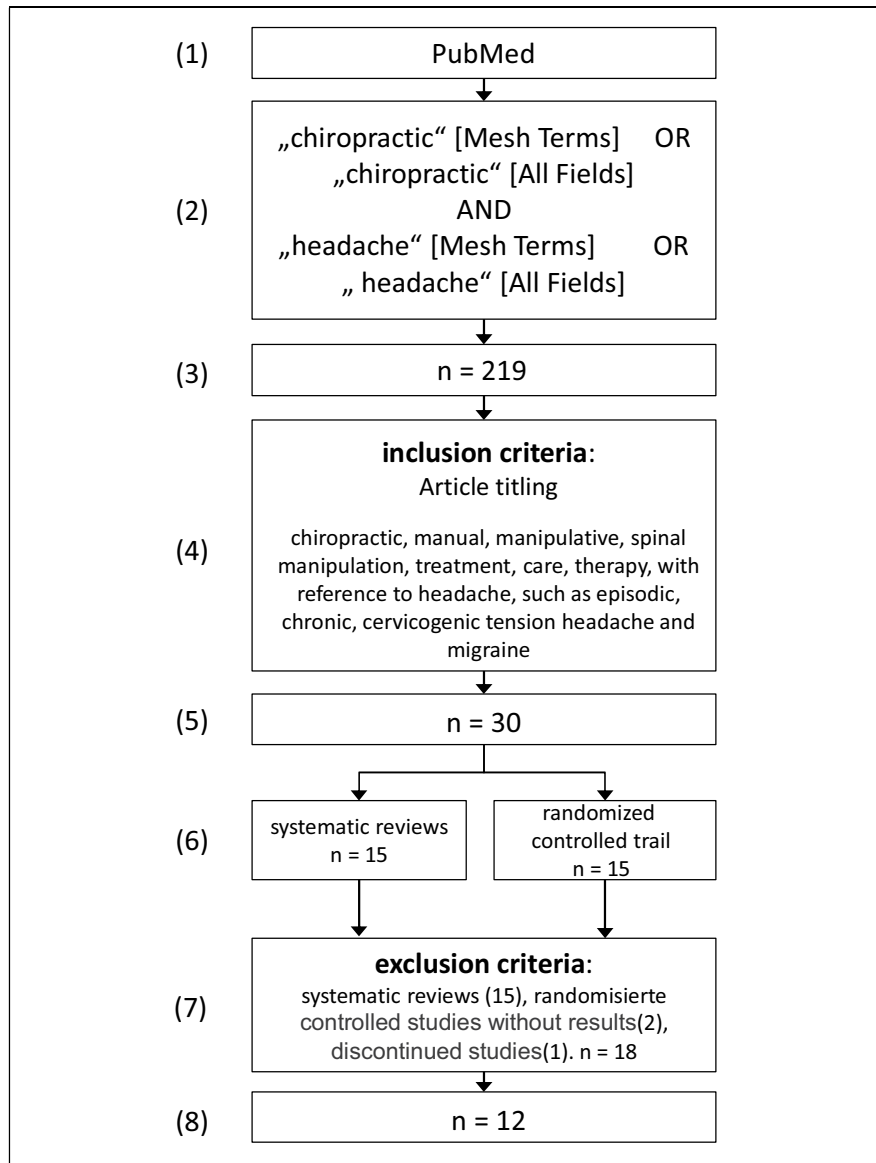 (1)
PubMed
(2)
„chiropractic“ [Mesh Terms] OR
„chiropractic“ [All Fields]
AND
„headache“ [Mesh Terms] OR
„ headache“ [All Fields]
(3)
n = 219
(4)
inclusion criteria:
Article titling
chiropractic, manual, manipulative, spinal
manipulation, treatment, care, therapy, with
reference to headache, such as episodic,
chronic, cervicogenic tension headache and
migraine
(5)
n = 30
(6)
systematic reviews
n = 15
randomized
controlled trail
n = 15
(7)
exclusion criteria:
systematic reviews (15), randomisierte
controlled studies without results(2),
discontinued studies(1). n = 18
(8)
n = 12